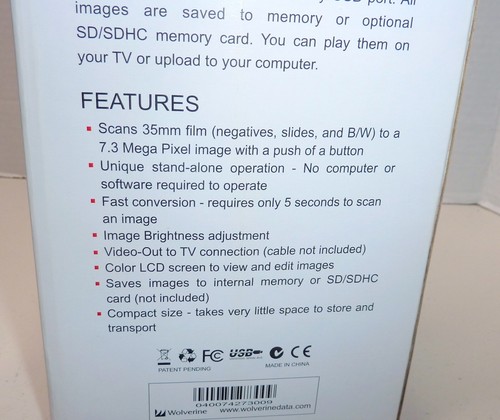 port. All
images are saved to memory or optional
SD/SDHC memory card. You can play them on
your TV or upload to your computer.
FEATURES
Scans 35mm film (negatives, slides, and B/W) to a
7.3 Mega Pixel image with a push of a button
Unique stand-alone operation - No computer or
software required to operate
Fast conversion - requires only 5 seconds to scan
an image
Image Brightness adjustment
Video-Out to TV connection (cable not included)
Color LCD screen to view and edit images
Saves images to internal memory or SD/SDHC
card (not included)
Compact size - takes very little space to store and
transport
FC USB CE
PATENT PENDING MADE IN CHINA
040074273009
Wolverine www.wolverinedata.com